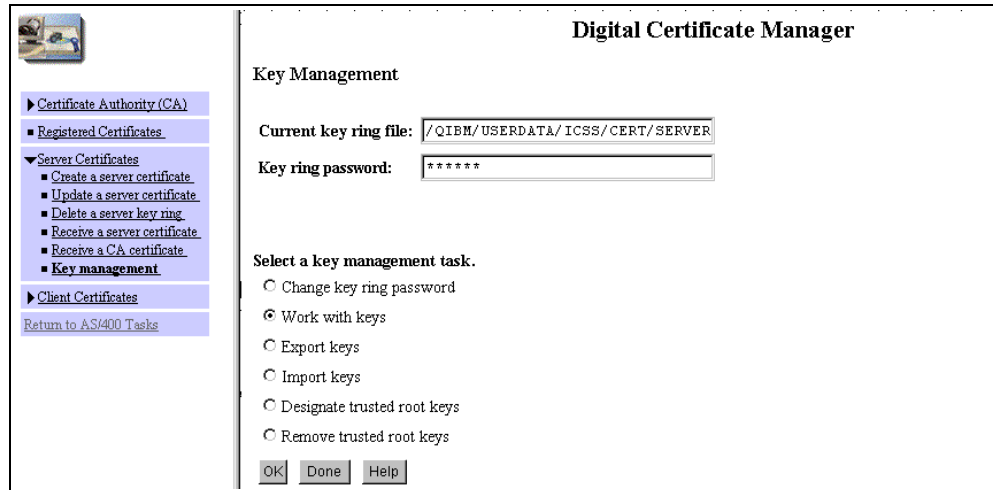 Digital Certificate Manager
Certificate Authority (CA)
Registered Certificates
Server Certificates
Create a server certificate
Update a server certificate
Delete a server key ring
Receive a server certificate
Receive a CA certificate
Key management
Client Certificates
Return to AS/400 Tasks
Key Management
Current key ring file: /QIBM/USERDATA/ICSS/CERT/SERVER
Key ring password: ******
Select a key management task.
Change key ring password
Work with keys
Export keys
Import keys
Designate trusted root keys
Remove trusted root keys
OK Done Help